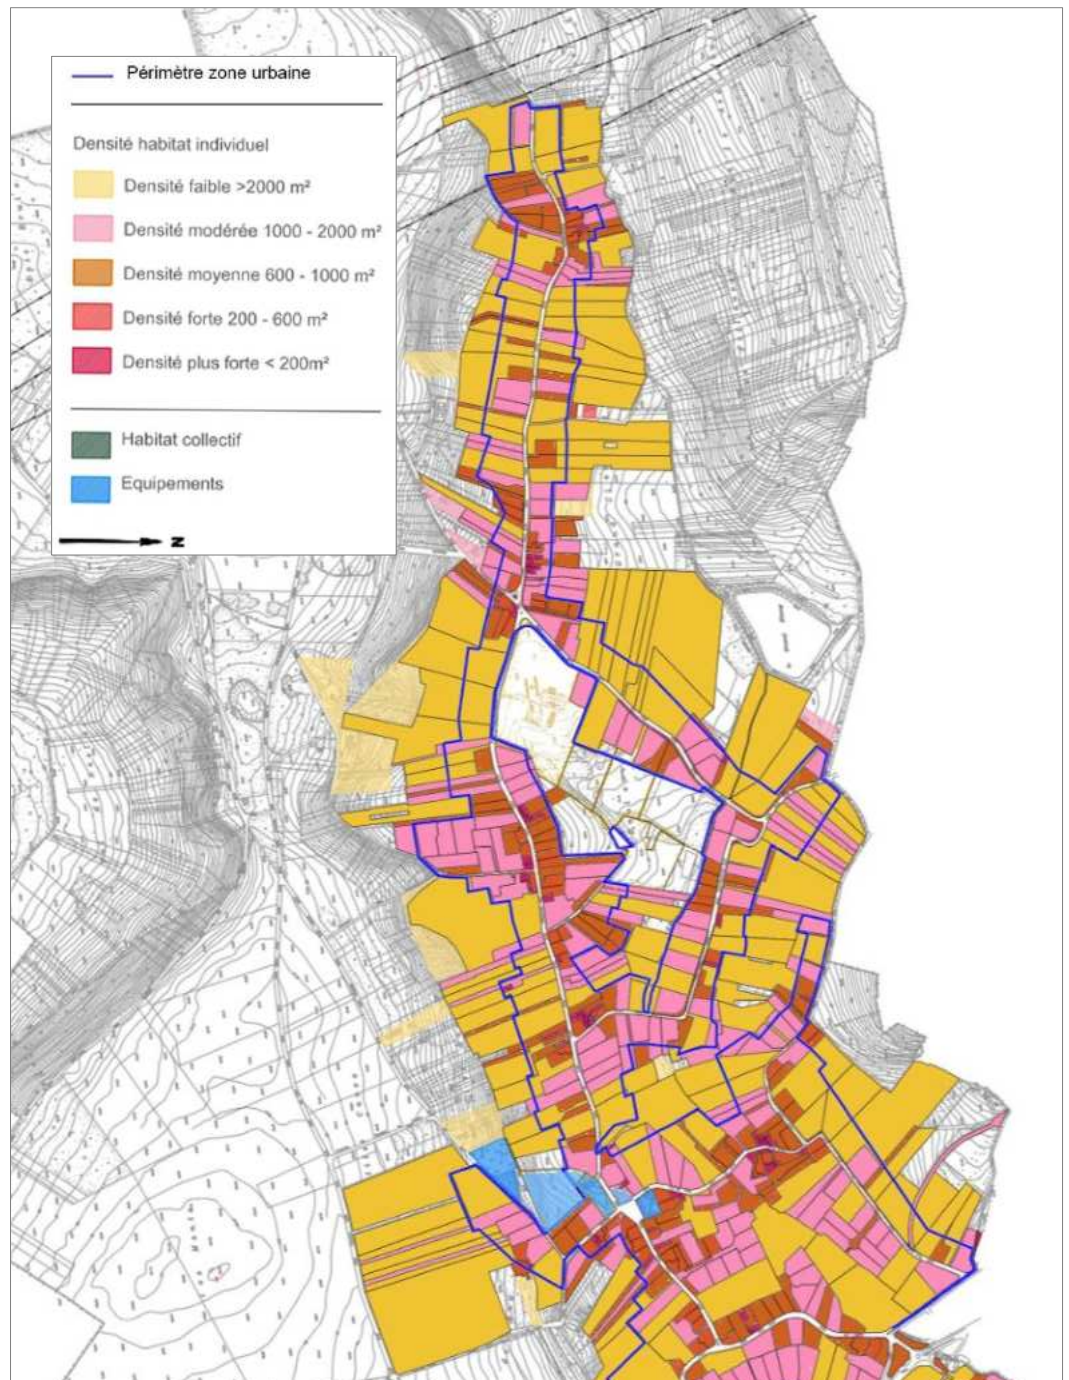 Périmètre zone urbaine
Densité habitat individuel
Densité faible >2000 m²
Densité modérée 1000 - 2000 m²
Densité moyenne 600 - 1000 m²
Densité forte 200 - 600 m²
Densité plus forte < 200m²
Habitat collectif
Equipements
N